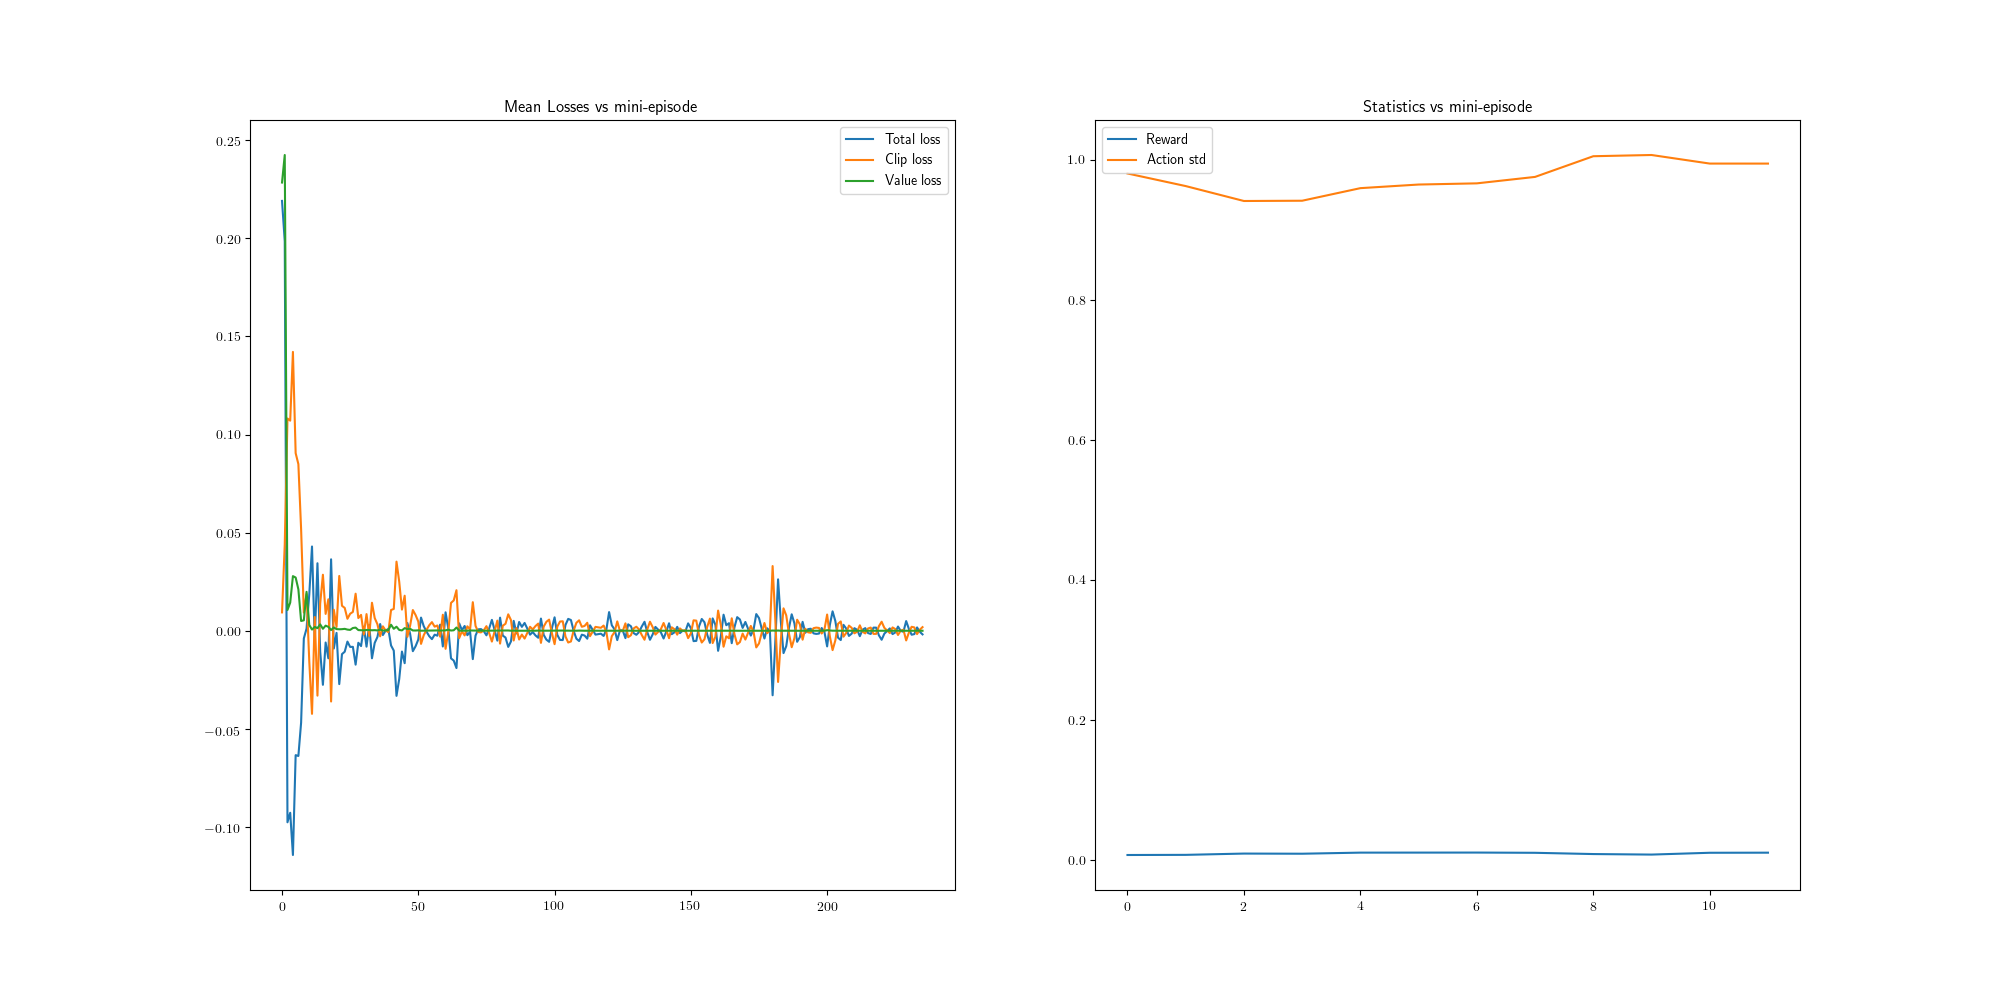 Mean Losses vs mini-episode
0.25
0.20
0.15
0.10
0.05
0.00
−0.05
−0.10
0 50 100 150 200
Total loss
Clip loss
Value loss
Statistics vs mini-episode
1.0
0.8
0.6
0.4
0.2
0.0
0 2 4 6 8 10
Reward
Action std